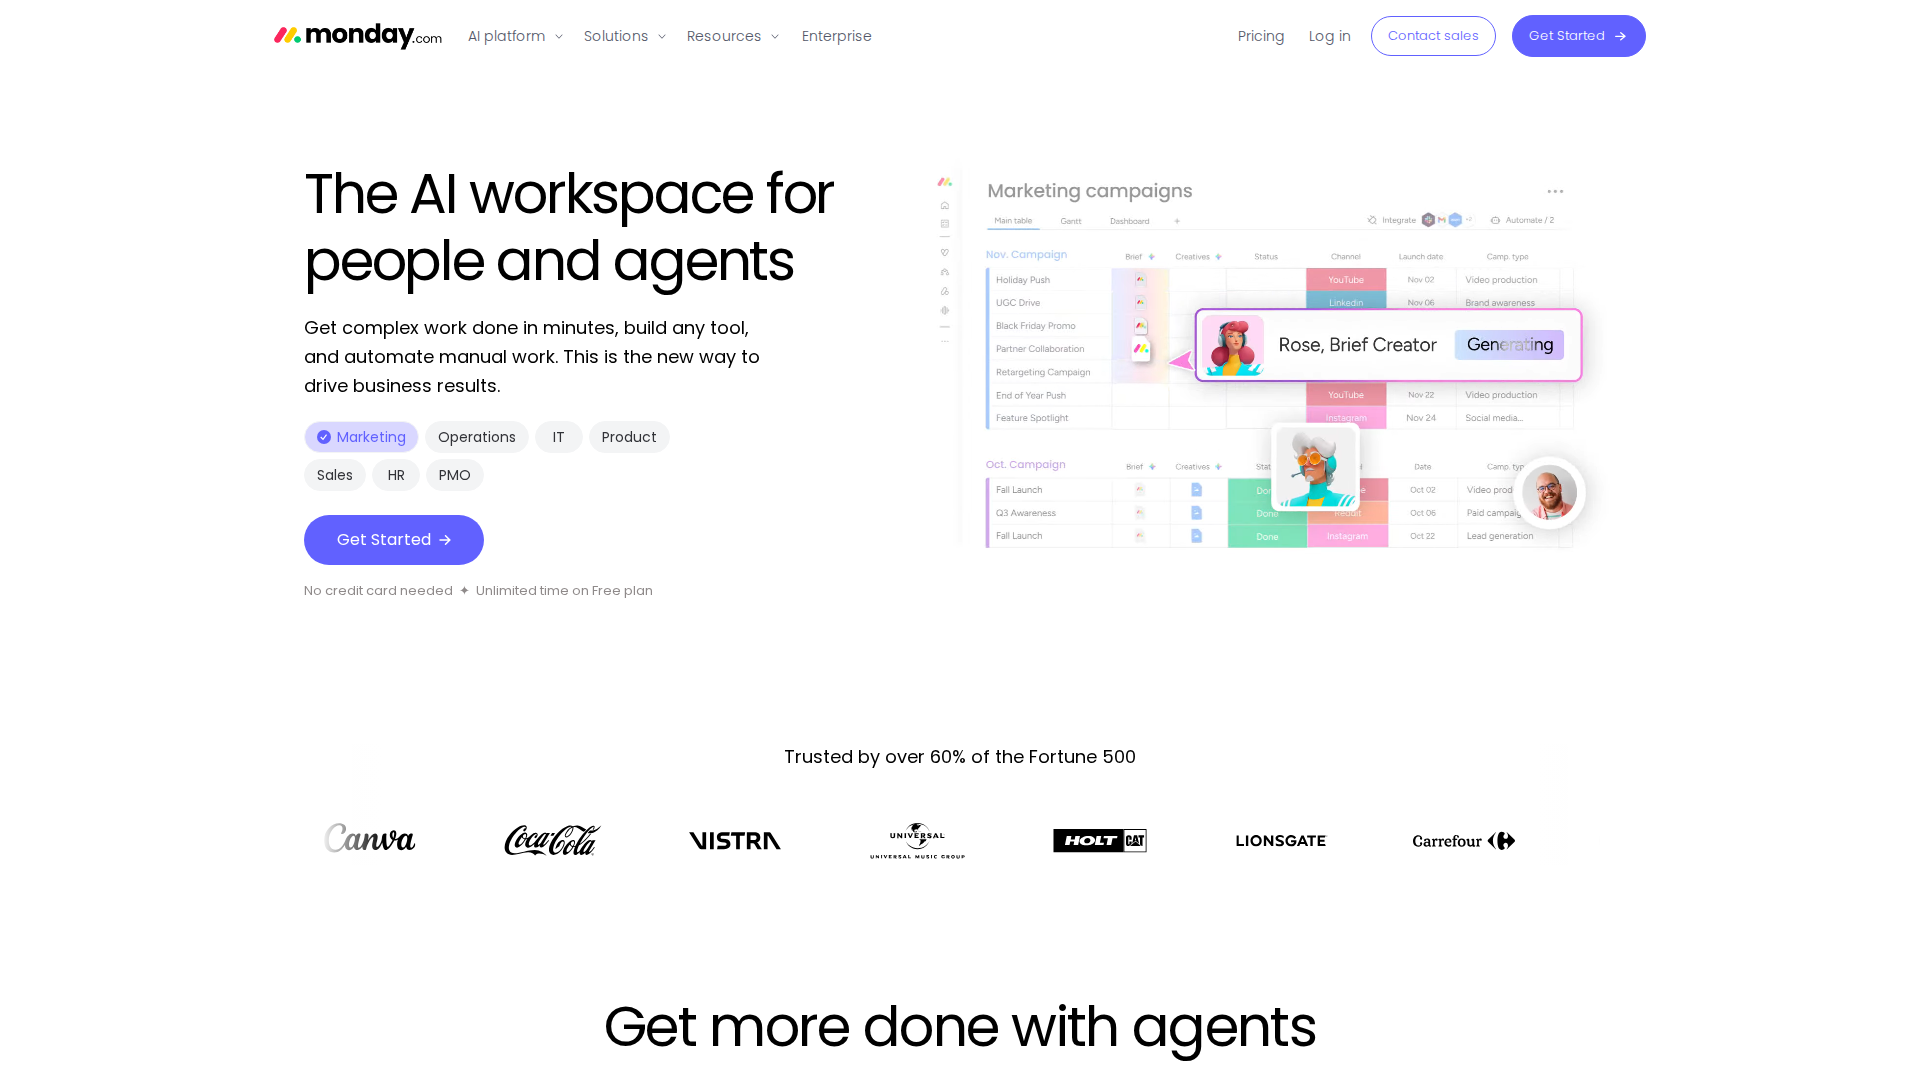 monday.com AI platform Solutions Resources Enterprise Pricing Log in Contact sales Get Started
The AI workspace for
people and agents
Get complex work done in minutes, build any tool,
and automate manual work. This is the new way to
drive business results.
Marketing Operations IT Product
Sales HR PMO
Get Started
No credit card needed ✦ Unlimited time on Free plan
Marketing campaigns
Main table Gantt Dashboard + Integrate +2 Automate / 2
Nov. Campaign Brief Creatives Status Channel Launch date Camp. type
Holiday Push YouTube Nov 02 Video production
UGC Drive Linkedin Nov 06 Brand awareness
Black Friday Promo
Partner Collaboration
Rose, Brief Creator Generating
Retargeting Campaign
End of Year Push YouTube Nov 22 Video production
Feature Spotlight Instagram Nov 24 Social media...
Oct. Campaign Brief Creatives Date Camp.
Fall Launch Oct 02 Video
Q3 Awareness Done Reddit Oct 06 Paid
Fall Launch Done Instagram Oct 22 Lead generation
Trusted by over 60% of the Fortune 500
Canva Coca-Cola VISTRA UNIVERSAL HOLT CAT LIONSGATE Carrefour
UNIVERSAL MUSIC GROUP
Get more done with agents